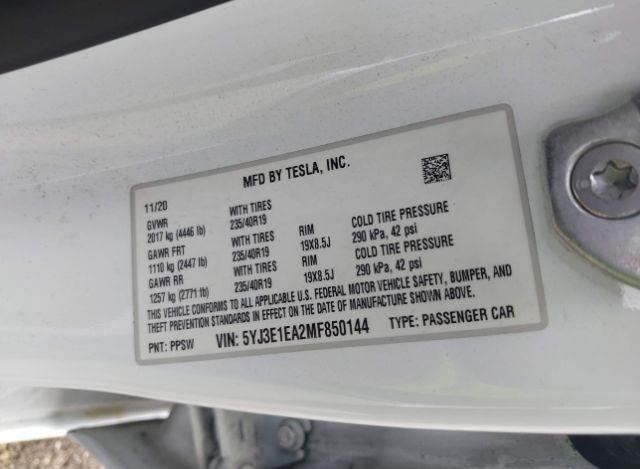 MFD BY TESLA, INC.
11/20
GVWR WITH TIRES
2017 kg (4446 lb) 235/40R19 RIM COLD TIRE PRESSURE
GAWR FRT WITH TIRES 19X8.5J 290 kPa, 42 psi
1110 kg (2447 lb) 235/40R19 RIM COLD TIRE PRESSURE
GAWR RR WITH TIRES 19X8.5J 290 kPa, 42 psi
1257 kg (2771 lb) 235/40R19
THIS VEHICLE CONFORMS TO ALL APPLICABLE U.S. FEDERAL MOTOR VEHICLE SAFETY, BUMPER, AND
THEFT PREVENTION STANDARDS IN EFFECT ON THE DATE OF MANUFACTURE SHOWN ABOVE.
PNT: PPSW VIN: 5YJ3E1EA2MF850144 TYPE: PASSENGER CAR